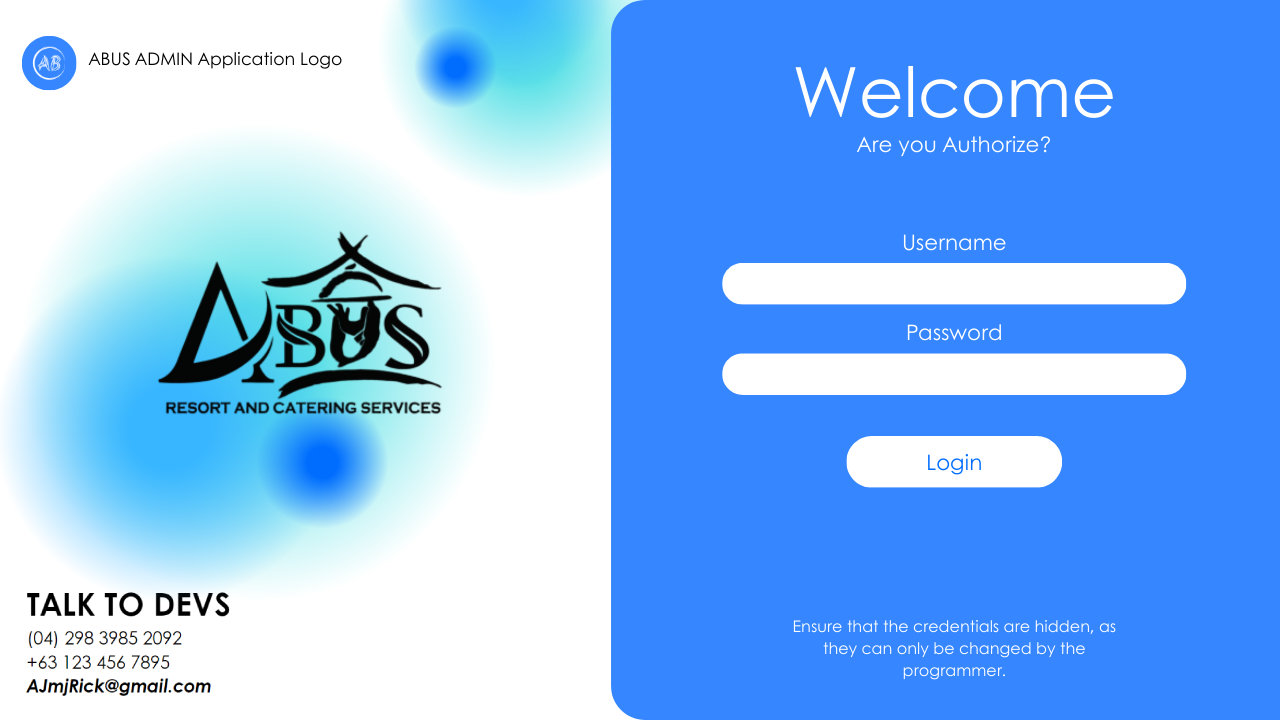 AB
ABUS ADMIN Application Logo
ABUS
RESORT AND CATERING SERVICES
TALK TO DEVS
(04) 298 3985 2092
+63 123 456 7895
AJmjRick@gmail.com
Welcome
Are you Authorize?
Username
Password
Login
Ensure that the credentials are hidden, as
they can only be changed by the
programmer.